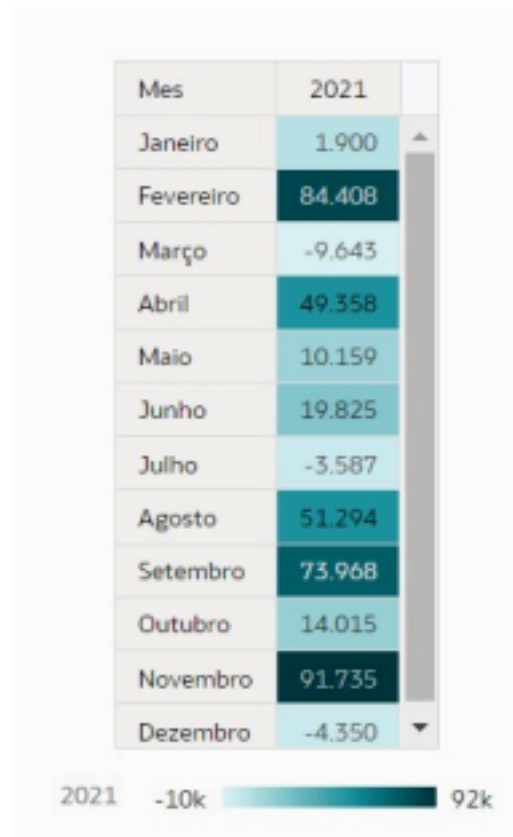 Mes 2021
Janeiro 1.900
Fevereiro 84.408
Março -9.643
Abril 49.358
Maio 10.159
Junho 19.825
Julho -3.587
Agosto 51.294
Setembro 73.968
Outubro 14.015
Novembro 91.735
Dezembro -4.350
2021 -10k 92k